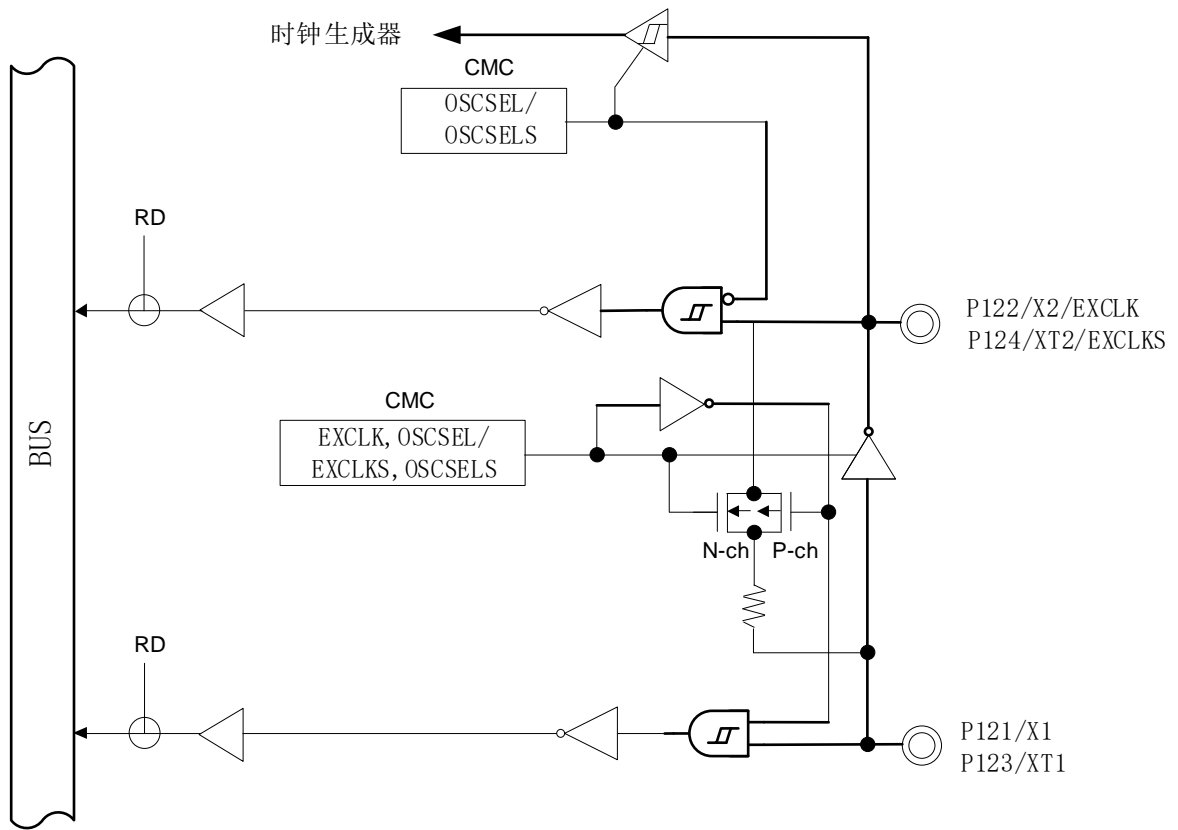 时钟生成器
CMC
OSCSEL/
OSCSELS
RD
P122/X2/EXCLK
P124/XT2/EXCLKS
CMC
EXCLK, OSCSEL/
EXCLKS, OSCSELS
BUS
N-ch
P-ch
RD
P121/X1
P123/XT1